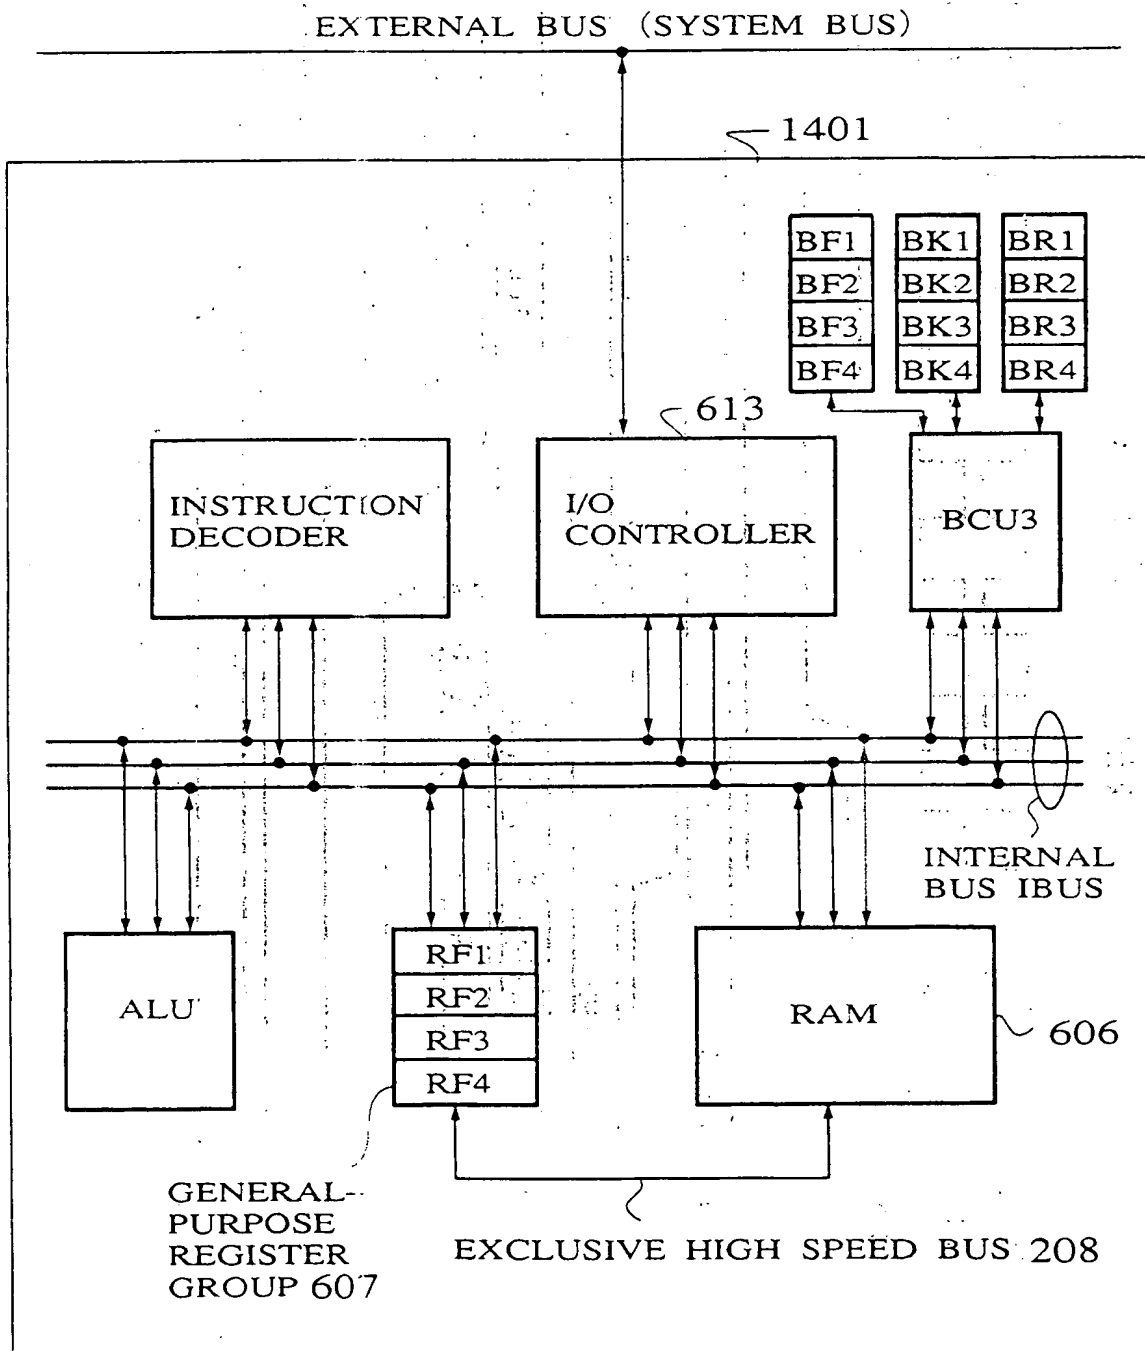 EXTERNAL BUS (SYSTEM BUS)
1401
BF1 BK1 BR1
BF2 BK2 BR2
BF3 BK3 BR3
BF4 BK4 BR4
613
INSTRUCTION
DECODER
I/O
CONTROLLER
BCU3
INTERNAL
BUS IBUS
ALU
RF1
RF2
RF3
RF4
RAM
606
GENERAL-
PURPOSE
REGISTER
GROUP 607
EXCLUSIVE HIGH SPEED BUS 208